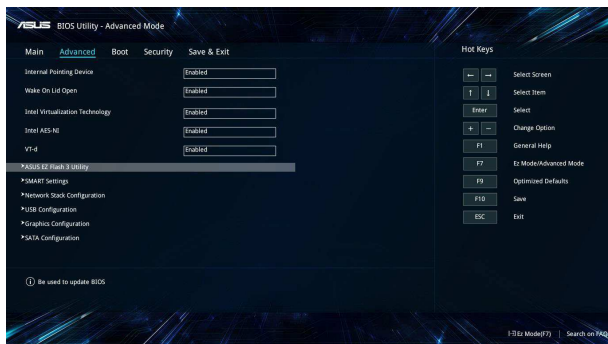 ASUS BIOS Utility - Advanced Mode
Main Advanced Boot Security Save & Exit
Internal Pointing Device Enabled
Wake On Lid Open Enabled
Intel Virtualization Technology Enabled
Intel AES-NI Enabled
VT-d Enabled
ASUS EZ Flash 3 Utility
SMART Settings
Network Stack Configuration
USB Configuration
Graphics Configuration
SATA Configuration
Be used to update BIOS
Hot Keys
← → Select Screen
↑ ↓ Select Item
Enter Select
+ - Change Option
F1 General Help
F7 Ez Mode/Advanced Mode
F9 Optimized Defaults
F10 Save
ESC Exit
Ez Mode(F7) | Search on FAQ